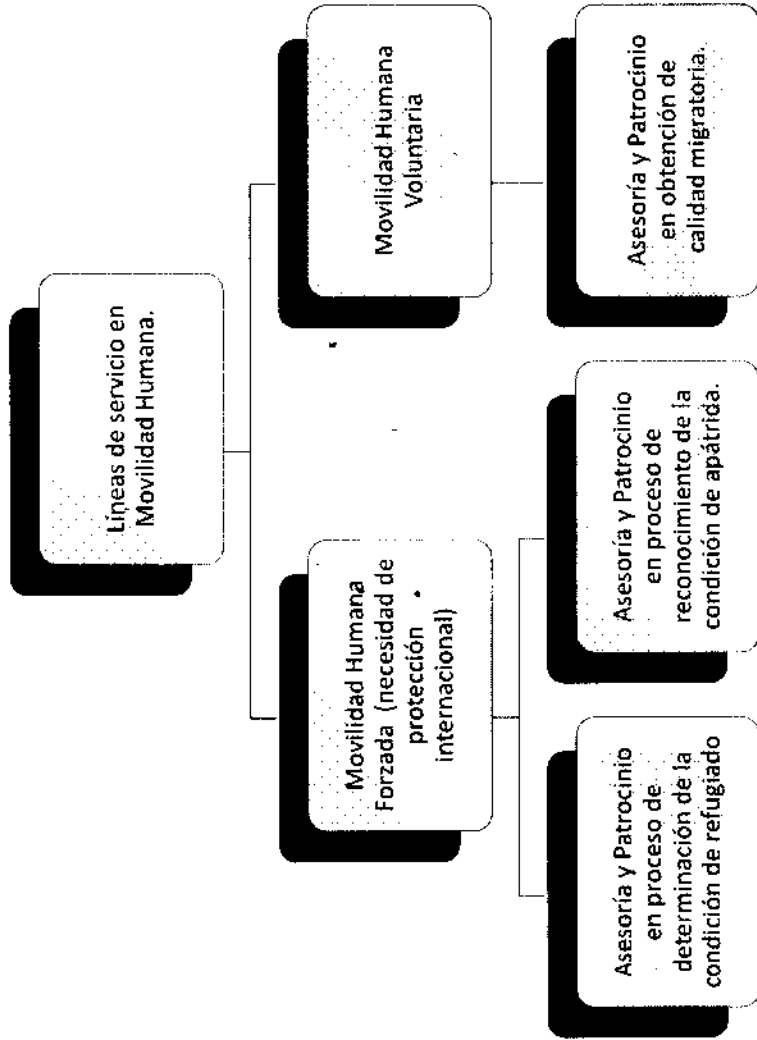 Líneas de servicio en
Movilidad Humana.
Movilidad Humana
Forzada (necesidad de
protección
internacional)
Movilidad Humana
Voluntaria
Asesoría y Patrocinio
en proceso de
determinación de la
condición de refugiado
Asesoría y Patrocinio
en proceso de
reconocimiento de la
condición de apátrida.
Asesoría y Patrocinio
en obtención de
calidad migratoria.